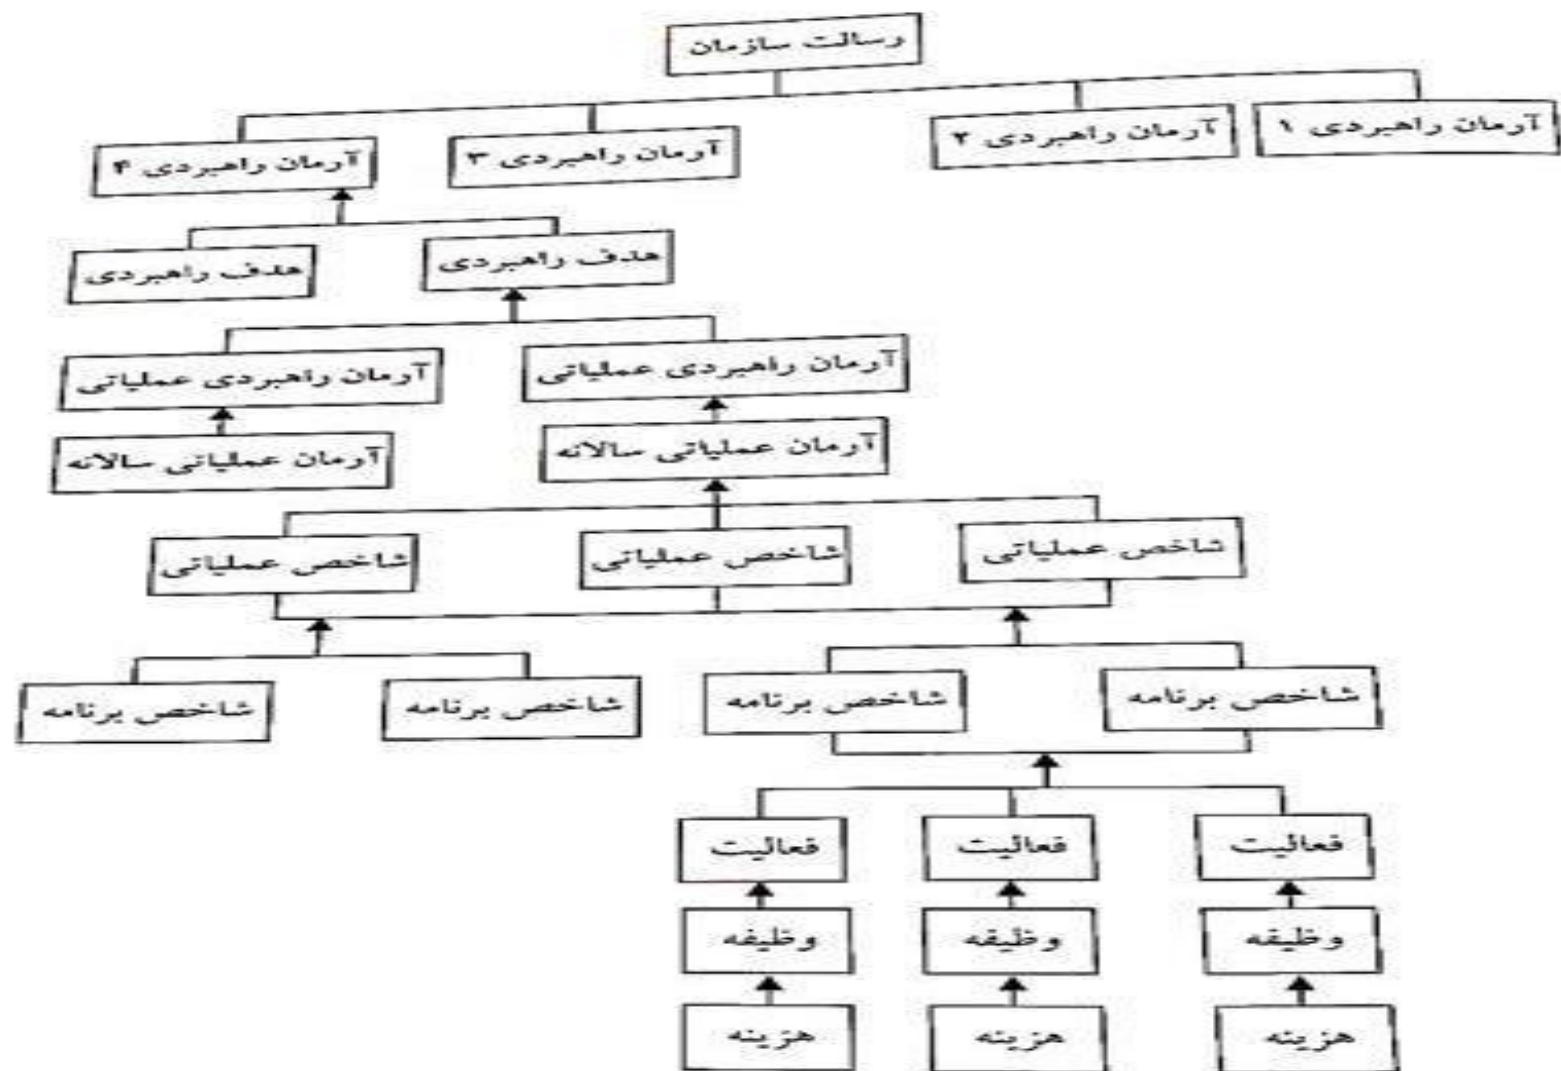 رسالت سازمان
آرمان راهبردی ۱
آرمان راهبردی ۲
آرمان راهبردی ۳
آرمان راهبردی ۴
هدف راهبردی
هدف راهبردی
آرمان راهبردی عملیاتی
آرمان راهبردی عملیاتی
آرمان عملیاتی سالانه
آرمان عملیاتی سالانه
شاخص عملیاتی
شاخص عملیاتی
شاخص عملیاتی
شاخص برنامه
شاخص برنامه
شاخص برنامه
شاخص برنامه
فعالیت
فعالیت
فعالیت
وظیفه
وظیفه
وظیفه
هزینه
هزینه
هزینه